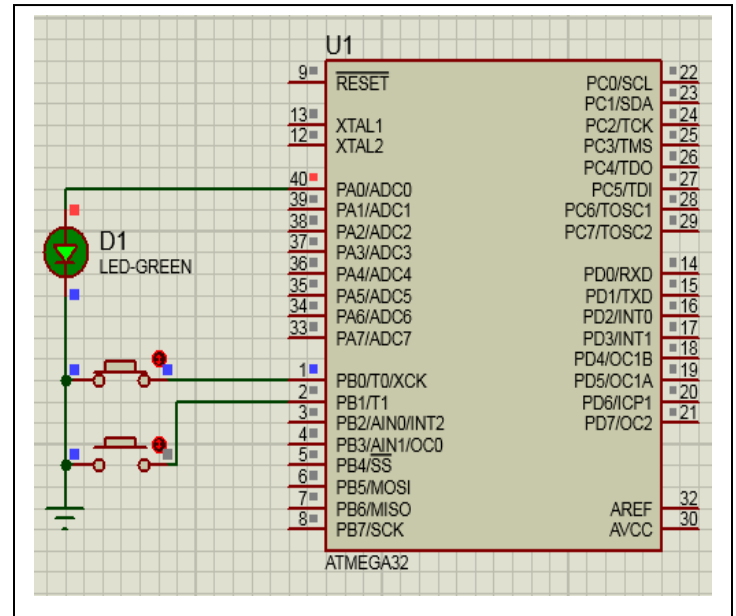 U1
9 RESET PC0/SCL 22
PC1/SDA 23
13 XTAL1 PC2/TCK 24
12 XTAL2 PC3/TMS 25
PC4/TDO 26
40 PA0/ADC0 PC5/TDI 27
39 PA1/ADC1 PC6/TOSC1 28
38 PA2/ADC2 PC7/TOSC2 29
37 PA3/ADC3
36 PA4/ADC4 PD0/RXD 14
35 PA5/ADC5 PD1/TXD 15
34 PA6/ADC6 PD2/INT0 16
33 PA7/ADC7 PD3/INT1 17
PD4/OC1B 18
1 PB0/T0/XCK PD5/OC1A 19
2 PB1/T1 PD6/ICP1 20
3 PB2/AIN0/INT2 PD7/OC2 21
4 PB3/AIN1/OC0
5 PB4/SS
6 PB5/MOSI
7 PB6/MISO AREF 32
8 PB7/SCK AVCC 30
ATMEGA32
D1
LED-GREEN